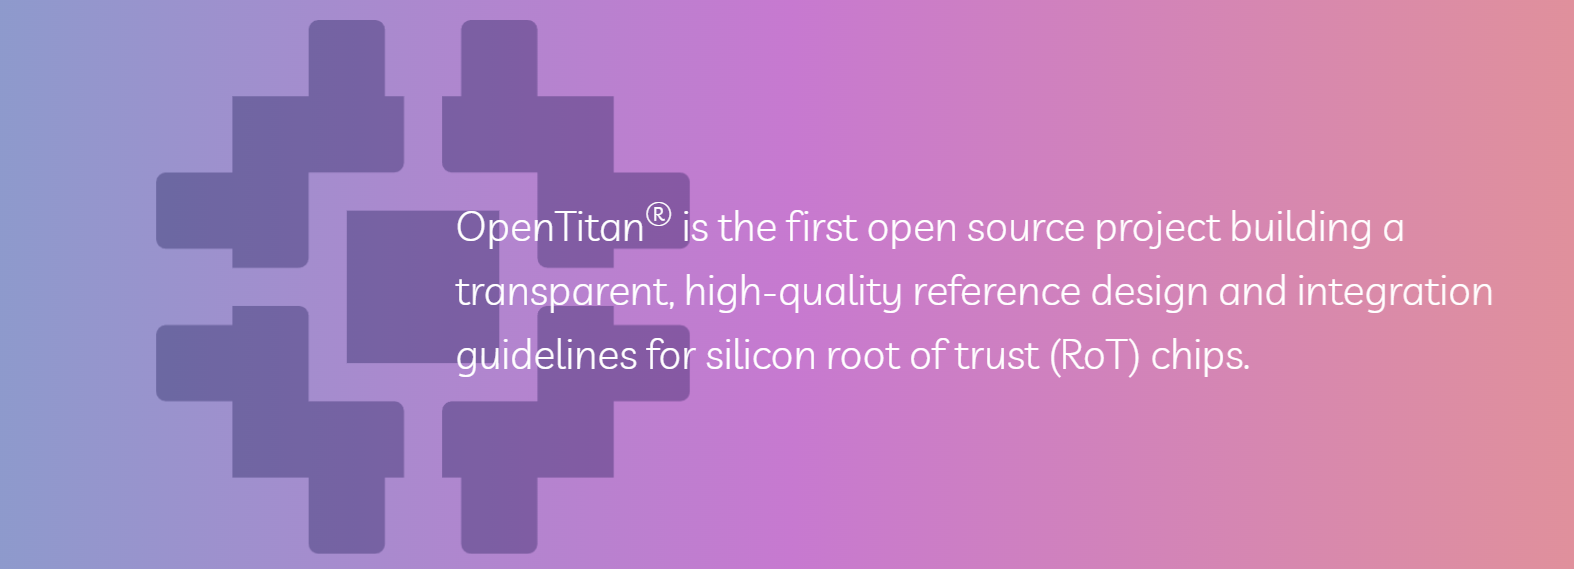 OpenTitan® is the first open source project building a
transparent, high-quality reference design and integration
guidelines for silicon root of trust (RoT) chips.